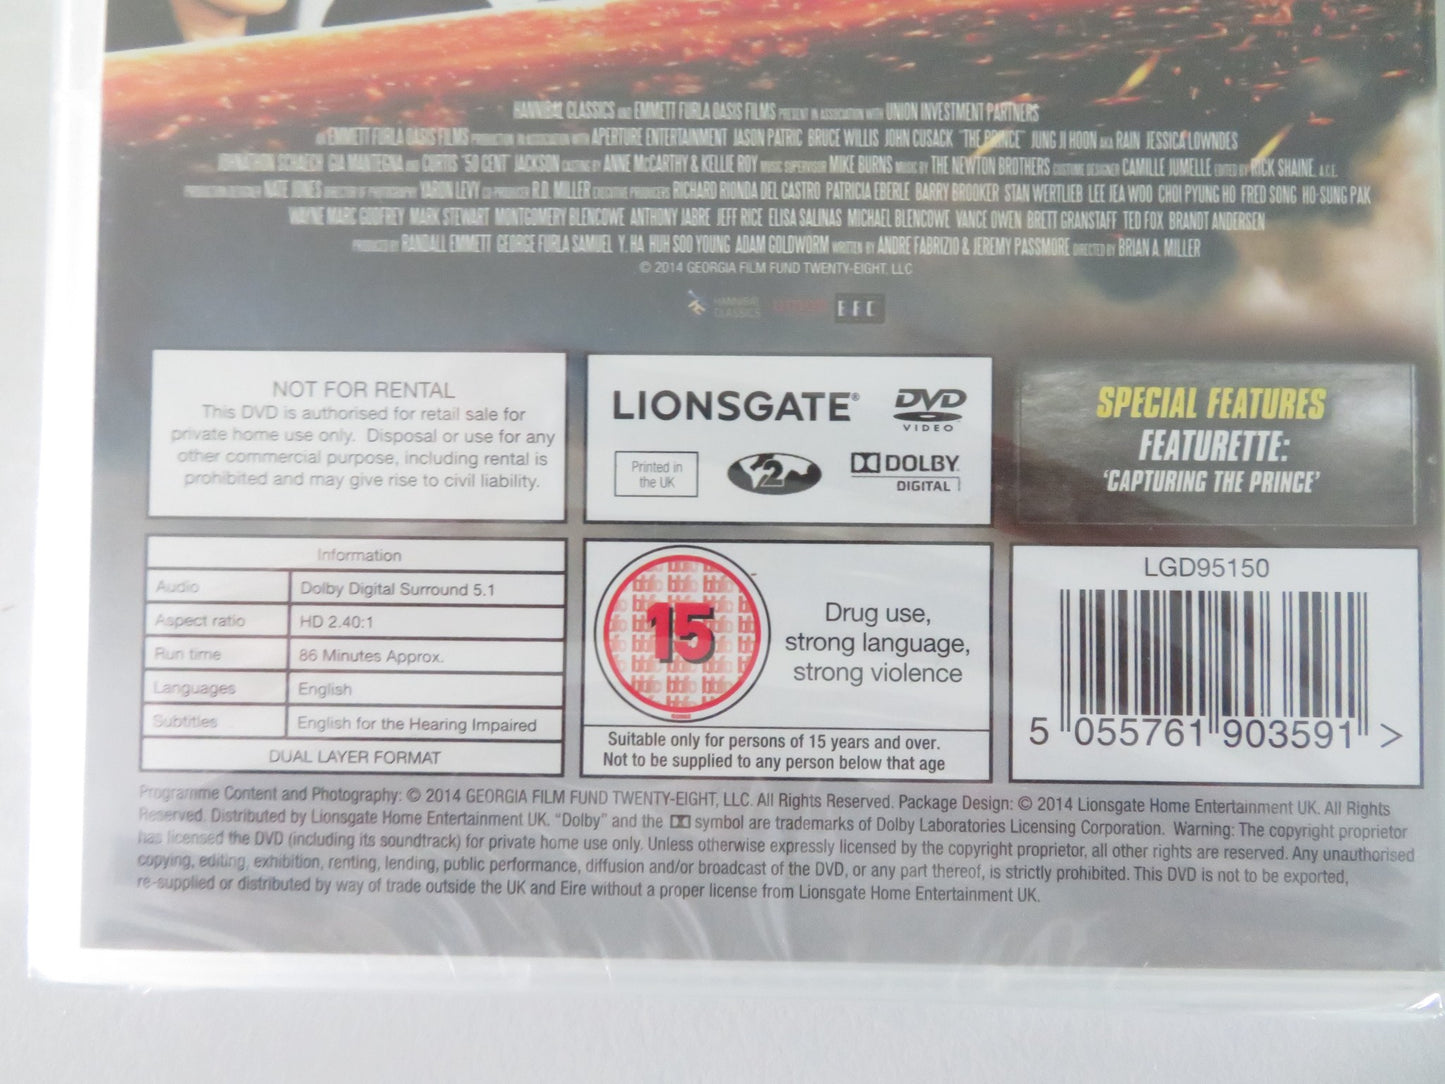 HANNIBAL CLASSICS AND EMMETT FURLA OASIS FILMS PRESENT IN ASSOCIATION WITH UNION INVESTMENT PARTNERS
AN EMMETT FURLA OASIS FILMS PRODUCTION IN ASSOCIATION WITH APERTURE ENTERTAINMENT JASON PATRIC BRUCE WILLIS JOHN CUSACK "THE PRINCE" JUNG JI HOON AKA RAIN JESSICA LOWNDES
JOHNATHON SCHAECH GIA MANTEGNA AND CURTIS "50 CENT" JACKSON CASTING BY ANNE McCARTHY & KELLIE ROY MUSIC SUPERVISOR MIKE BURNS MUSIC BY THE NEWTON BROTHERS COSTUME DESIGNER CAMILLE JUMELLE EDITED BY RICK SHAINE, A.C.E.
PRODUCTION DESIGNER NATE JONES DIRECTOR OF PHOTOGRAPHY YARON LEVY CO-PRODUCER R.D. MILLER EXECUTIVE PRODUCERS RICHARD RIONDA DEL CASTRO PATRICIA EBERLE BARRY BROOKER STAN WERTLIEB LEE JEA WOO CHOI PYUNG HO FRED SONG HO-SUNG PAK
WAYNE MARC GODFREY MARK STEWART MONTGOMERY BLENCOWE ANTHONY JABRE JEFF RICE ELISA SALINAS MICHAEL BLENCOWE VANCE OWEN BRETT GRANSTAFF TED FOX BRANDT ANDERSEN
PRODUCED BY RANDALL EMMETT GEORGE FURLA SAMUEL Y. HA HUH SOO YOUNG ADAM GOLDWORM WRITTEN BY ANDRE FABRIZIO & JEREMY PASSMORE DIRECTED BY BRIAN A. MILLER
© 2014 GEORGIA FILM FUND TWENTY-EIGHT, LLC
HANNIBAL
CLASSICS
EFC
NOT FOR RENTAL
This DVD is authorised for retail sale for
private home use only. Disposal or use for any
other commercial purpose, including rental is
prohibited and may give rise to civil liability.
LIONSGATE®
DVD
VIDEO
Printed in
the UK
2
DOLBY
DIGITAL
SPECIAL FEATURES
FEATURETTE:
'CAPTURING THE PRINCE'
Information
Audio Dolby Digital Surround 5.1
Aspect ratio HD 2.40:1
Run time 86 Minutes Approx.
Languages English
Subtitles English for the Hearing Impaired
DUAL LAYER FORMAT
bbfc
15
Drug use,
strong language,
strong violence
Suitable only for persons of 15 years and over.
Not to be supplied to any person below that age
LGD95150
5 055761 903591 >
Programme Content and Photography: © 2014 GEORGIA FILM FUND TWENTY-EIGHT, LLC. All Rights Reserved. Package Design: © 2014 Lionsgate Home Entertainment UK. All Rights
Reserved. Distributed by Lionsgate Home Entertainment UK. "Dolby" and the symbol are trademarks of Dolby Laboratories Licensing Corporation. Warning: The copyright proprietor
has licensed the DVD (including its soundtrack) for private home use only. Unless otherwise expressly licensed by the copyright proprietor, all other rights are reserved. Any unauthorised
copying, editing, exhibition, renting, lending, public performance, diffusion and/or broadcast of the DVD, or any part thereof, is strictly prohibited. This DVD is not to be exported,
re-supplied or distributed by way of trade outside the UK and Eire without a proper license from Lionsgate Home Entertainment UK.